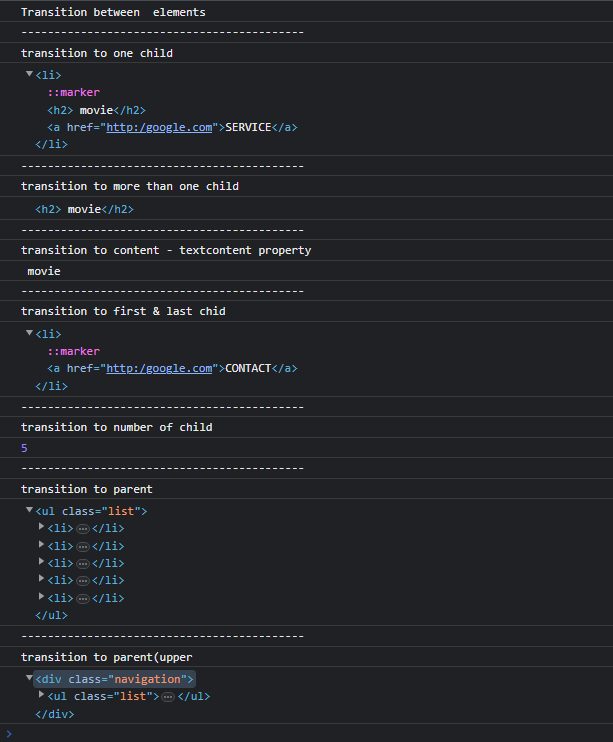 Transition between  elements
-------------------------------------------
transition to one child
<li>
::marker
<h2> movie</h2>
<a href="http:/google.com">SERVICE</a>
</li>
-------------------------------------------
transition to more than one child
<h2> movie</h2>
-------------------------------------------
transition to content - textcontent property
movie
-------------------------------------------
transition to first & last chid
<li>
::marker
<a href="http:/google.com">CONTACT</a>
</li>
-------------------------------------------
transition to number of child
5
-------------------------------------------
transition to parent
<ul class="list">
<li>…</li>
<li>…</li>
<li>…</li>
<li>…</li>
<li>…</li>
</ul>
-------------------------------------------
transition to parent(upper
<div class="navigation">
<ul class="list">…</ul>
</div>